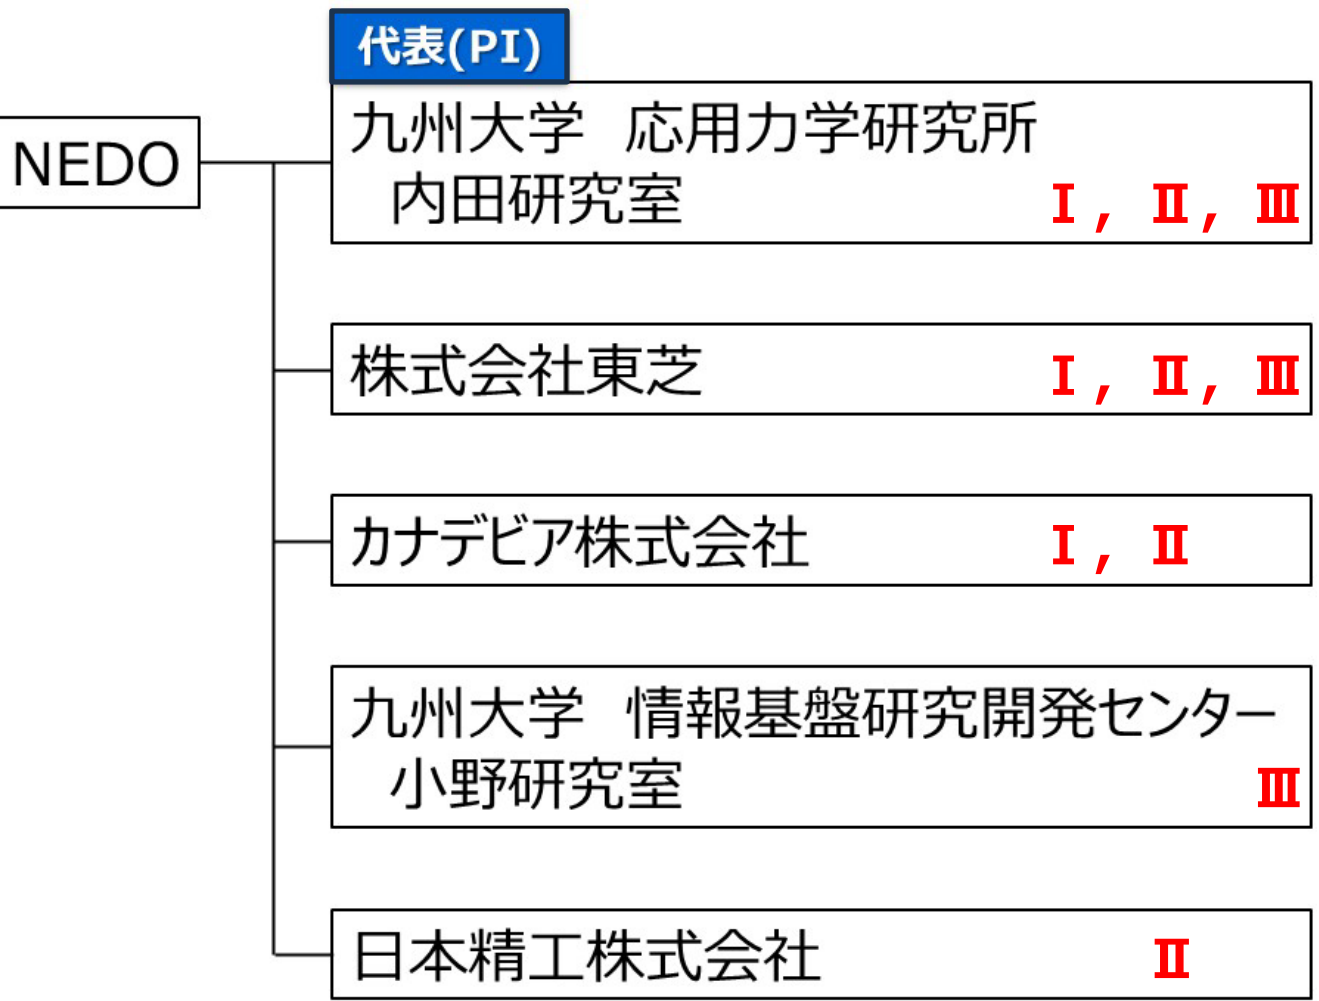 代表(PI)
NEDO
九州大学　応用力学研究所
内田研究室 Ⅰ, Ⅱ, Ⅲ
株式会社東芝 Ⅰ, Ⅱ, Ⅲ
カナデビア株式会社 Ⅰ, Ⅱ
九州大学　情報基盤研究開発センター
小野研究室 Ⅲ
日本精工株式会社 Ⅱ